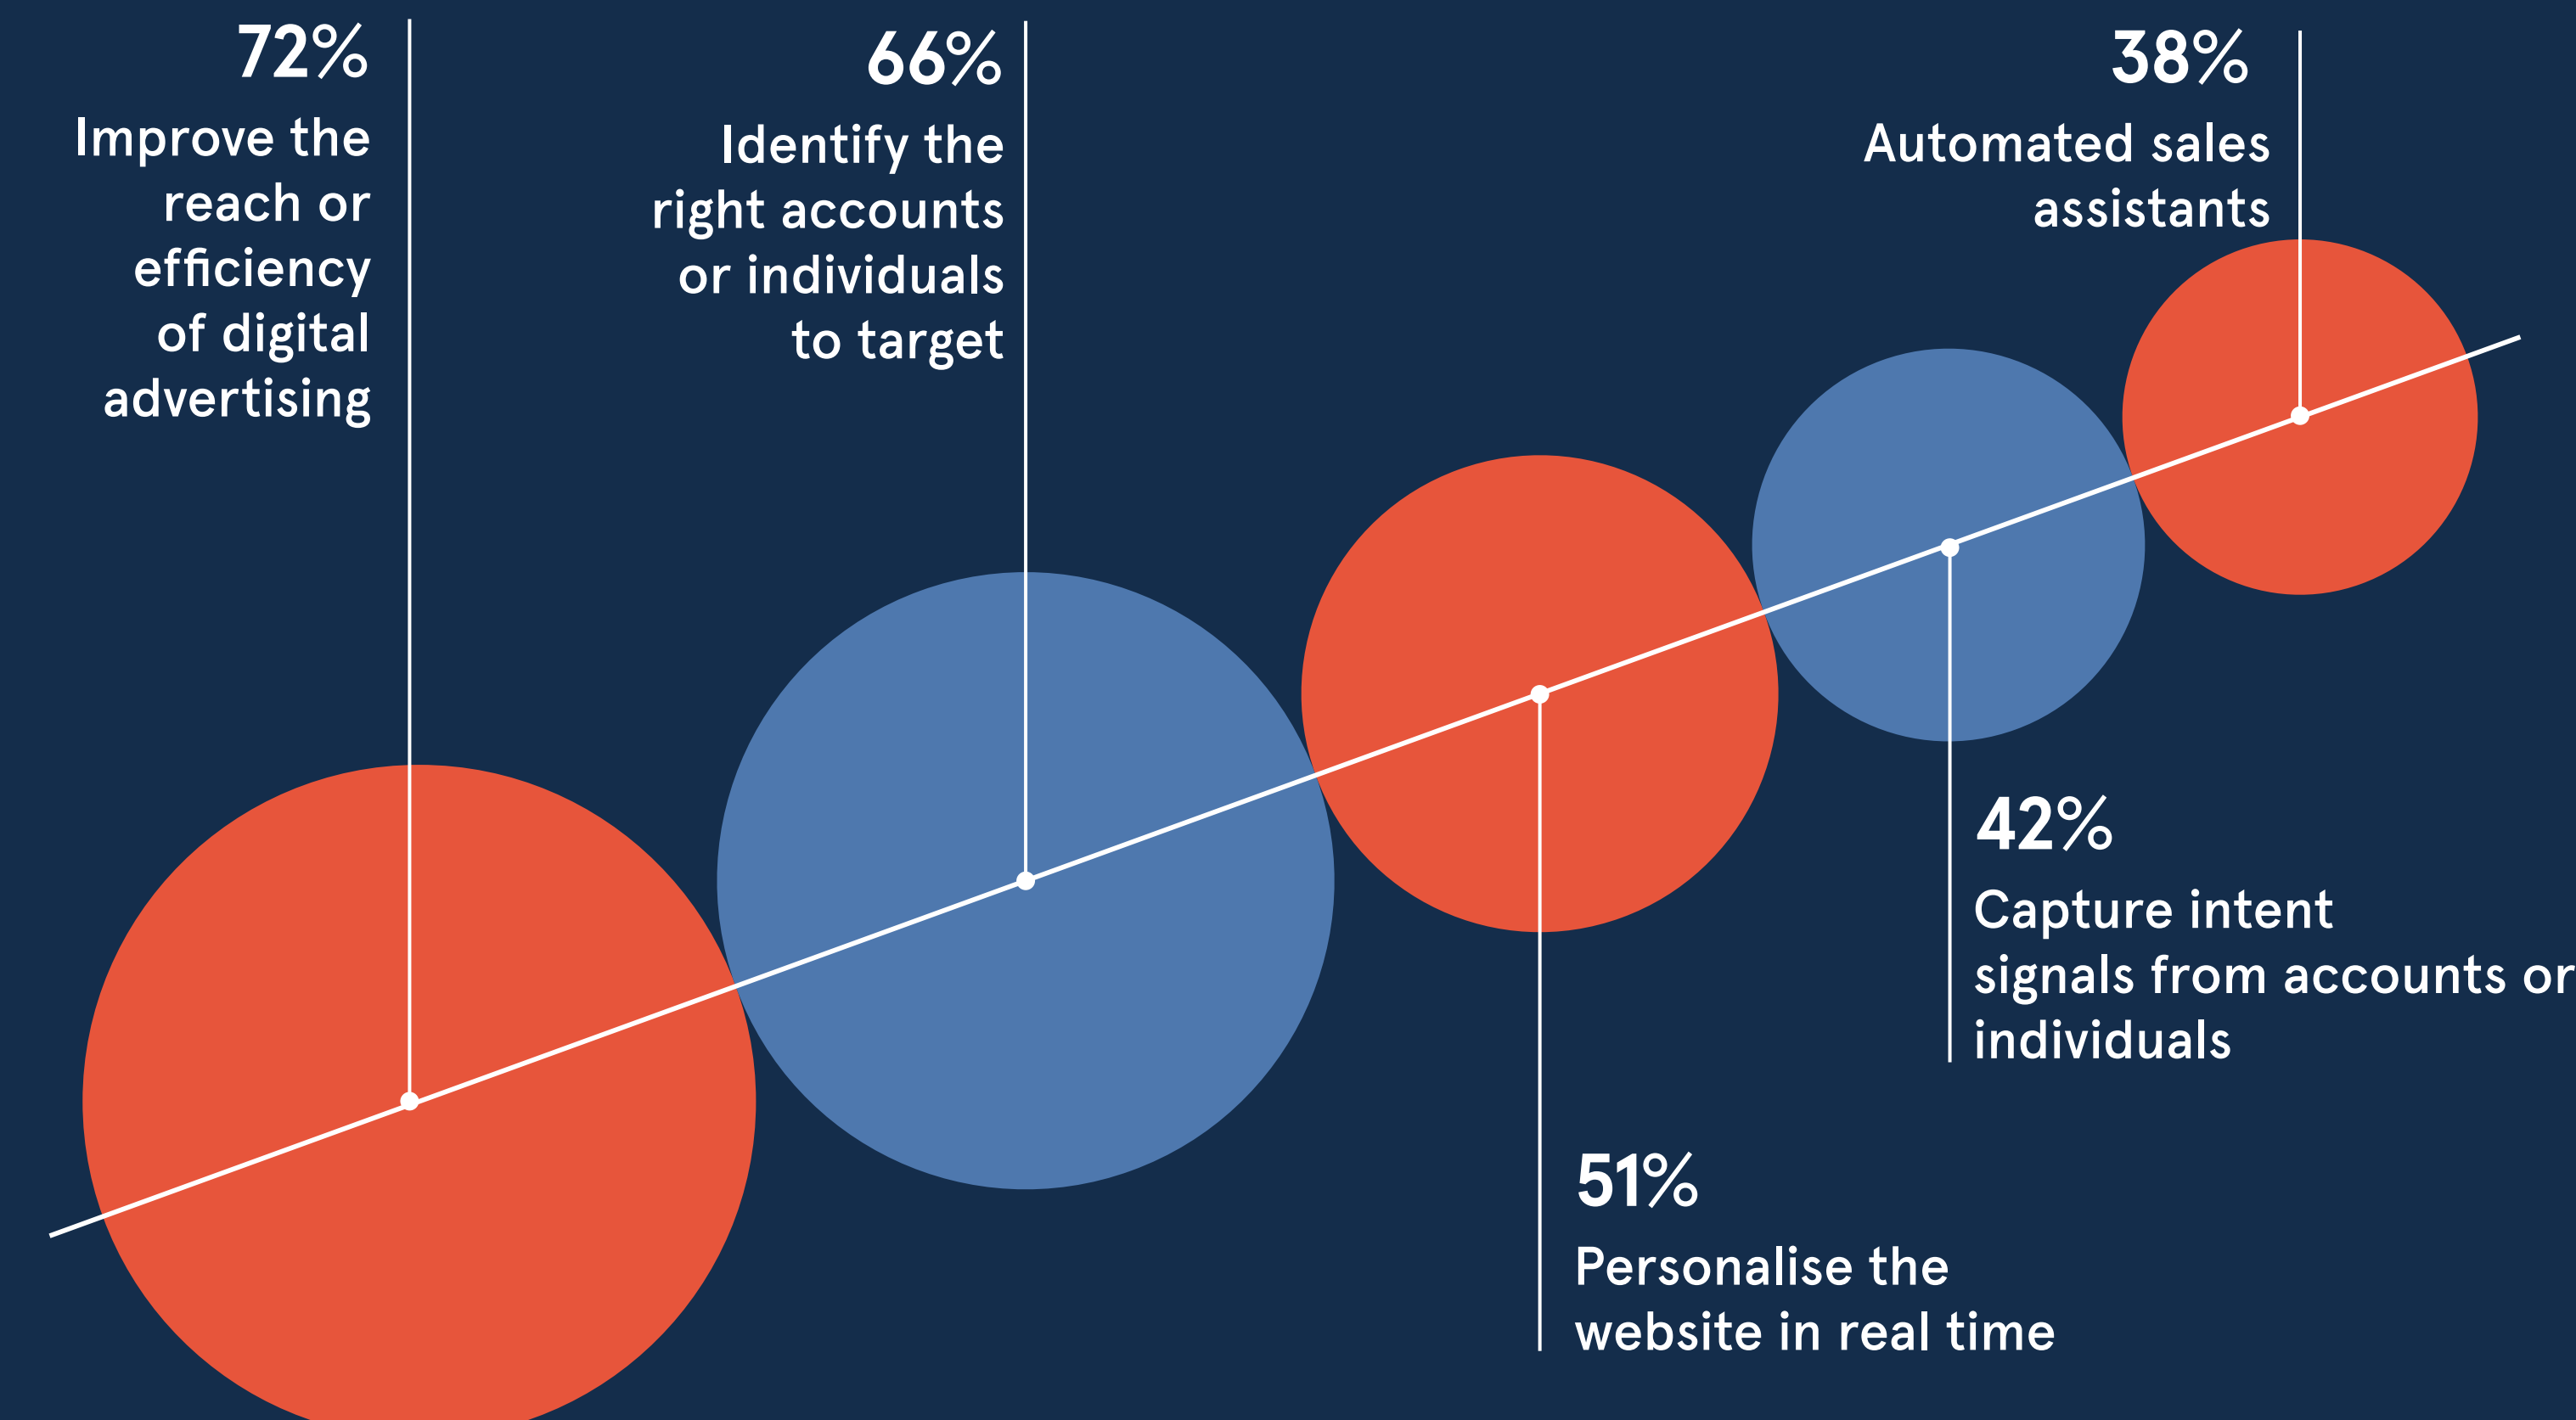 72%
Improve the
reach or
efficiency
of digital
advertising
66%
Identify the
right accounts
or individuals
to target
38%
Automated sales
assistants
42%
Capture intent
signals from accounts or
individuals
51%
Personalise the
website in real time